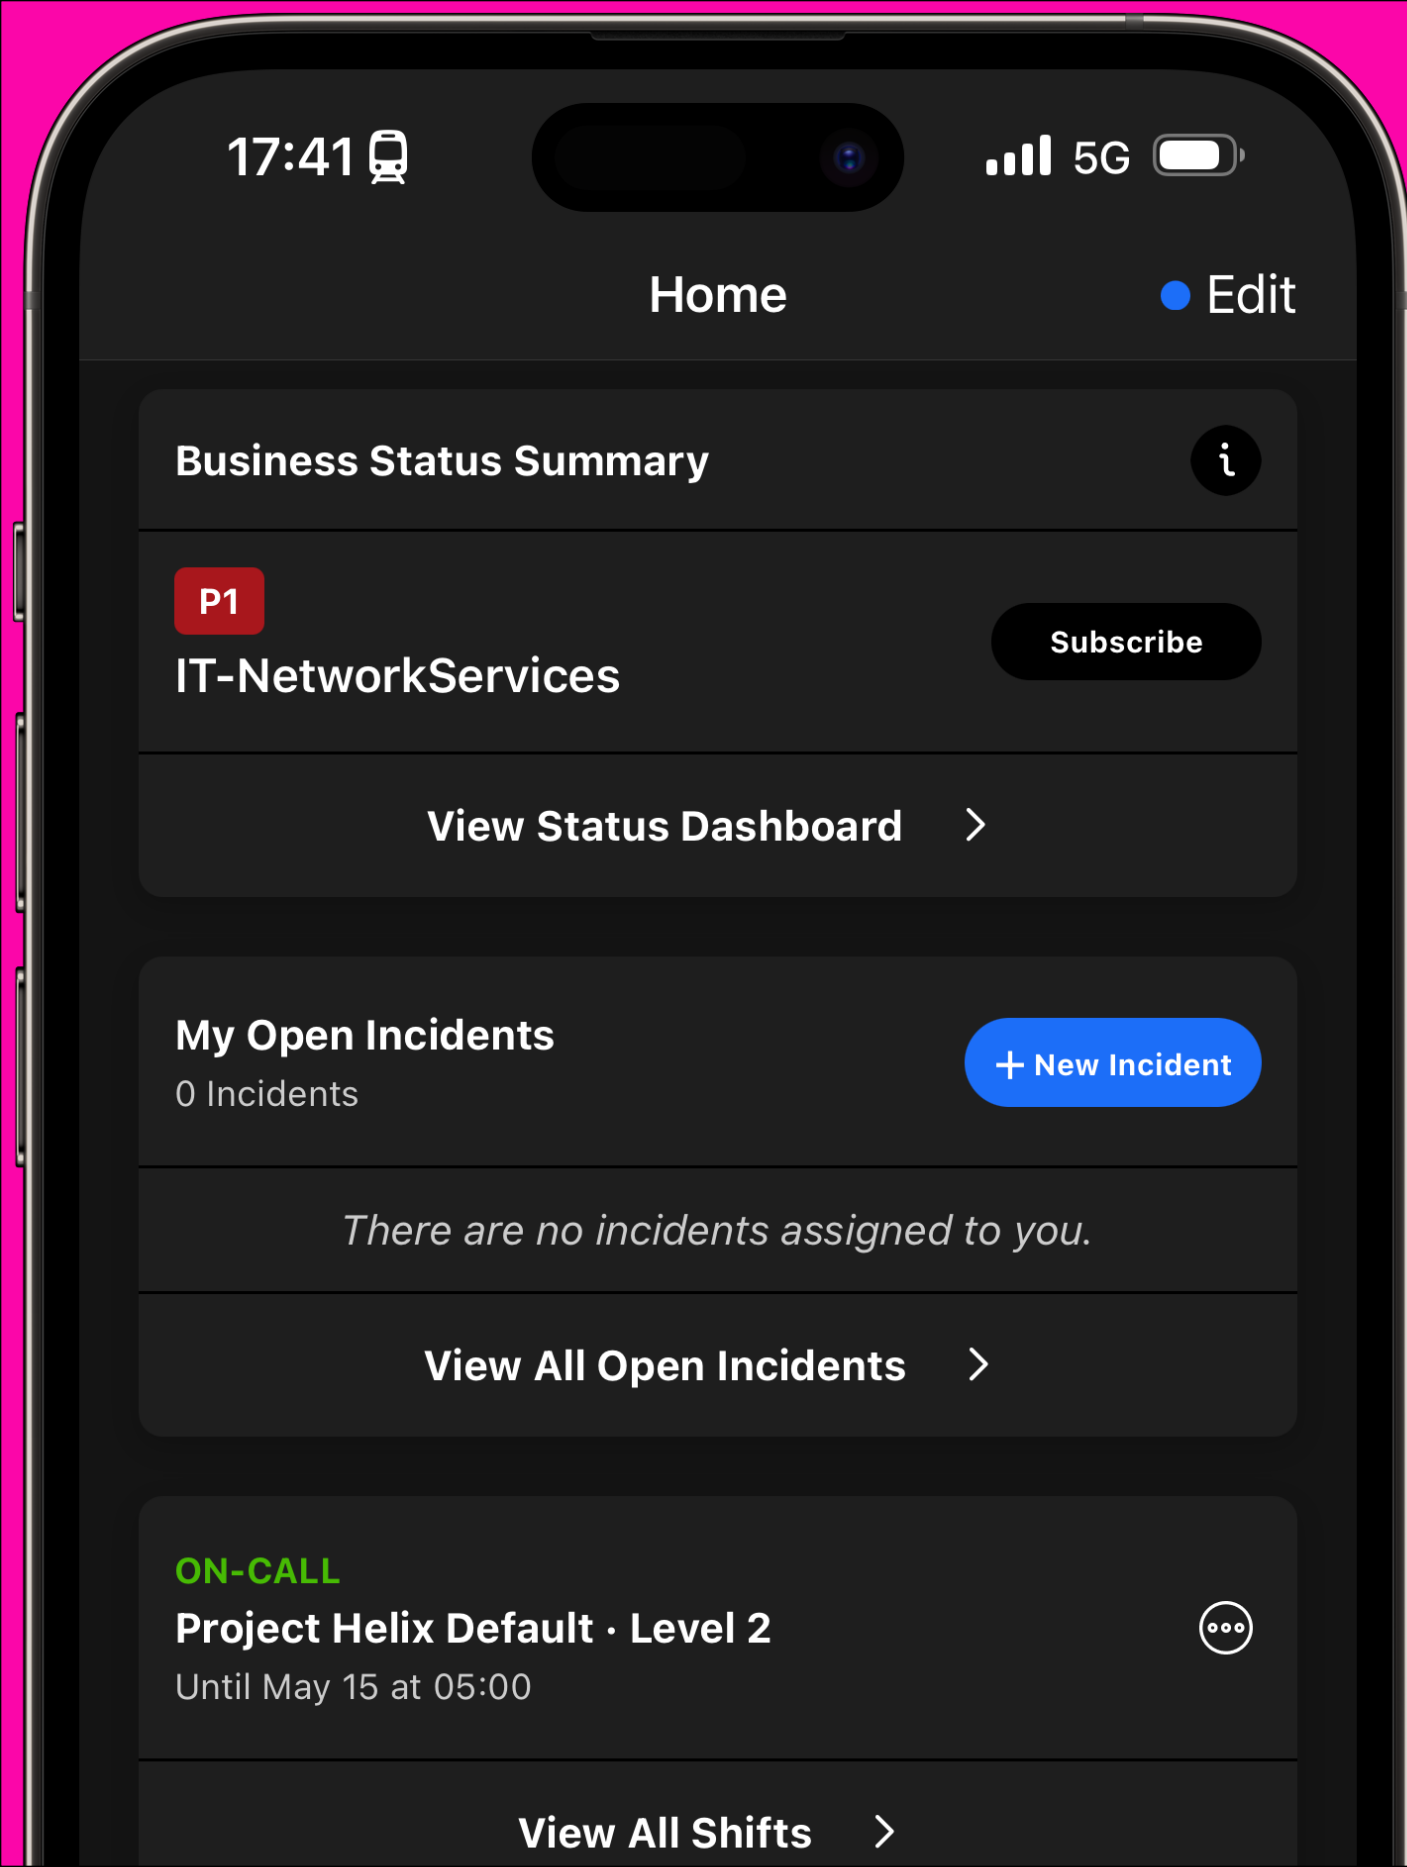 17:41
5G
Home
Edit
Business Status Summary
P1
IT-NetworkServices
Subscribe
View Status Dashboard
My Open Incidents
0 Incidents
+ New Incident
There are no incidents assigned to you.
View All Open Incidents
ON-CALL
Project Helix Default · Level 2
Until May 15 at 05:00
View All Shifts